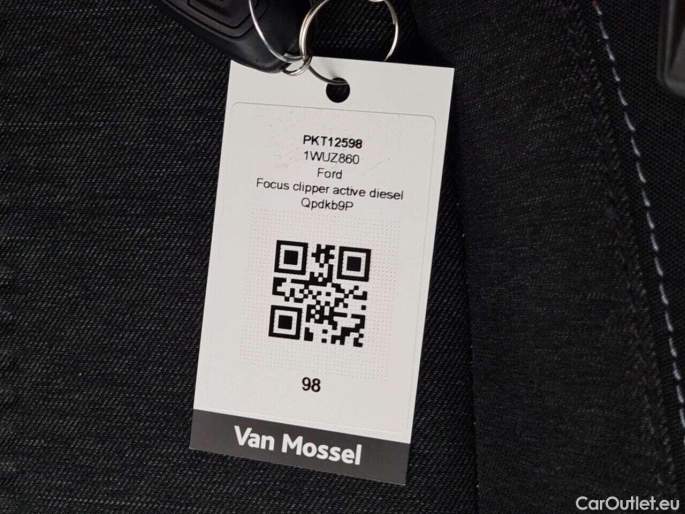 PKT12598
1WUZ860
Ford
Focus clipper active diesel
Qpdkb9P
98
Van Mossel
CarOutlet.eu